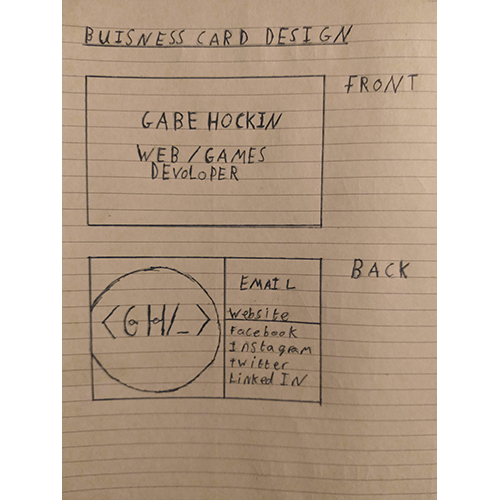 BUISNESS CARD DESIGN
FRONT
GABE HOCKIN
WEB / GAMES
DEVOLOPER
BACK
<GH/_>
EMAIL
Website
Facebook
Instagram
twitter
Linked IN